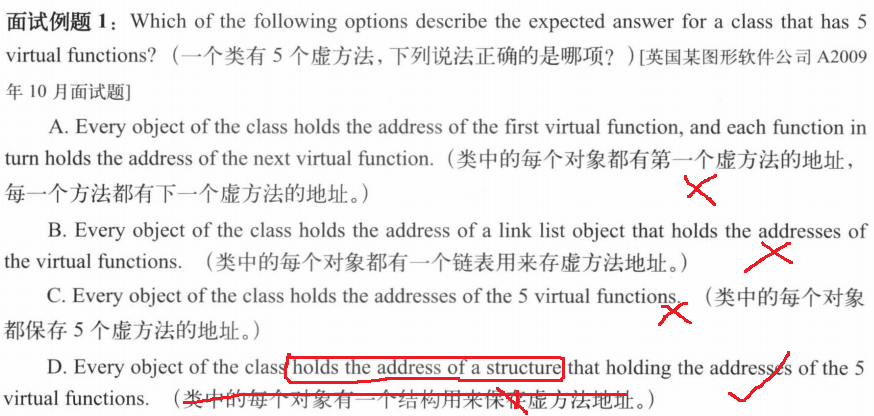 面试例题 1：Which of the following options describe the expected answer for a class that has 5
virtual functions?（一个类有 5 个虚方法，下列说法正确的是哪项？）[英国某图形软件公司 A2009
年 10 月面试题]
A. Every object of the class holds the address of the first virtual function, and each function in
turn holds the address of the next virtual function.（类中的每个对象都有第一个虚方法的地址，
每一个方法都有下一个虚方法的地址。）
B. Every object of the class holds the address of a link list object that holds the addresses of
the virtual functions. （类中的每个对象都有一个链表用来存虚方法地址。）
C. Every object of the class holds the addresses of the 5 virtual functions. （类中的每个对象
都保存 5 个虚方法的地址。）
D. Every object of the class holds the address of a structure that holding the addresses of the 5
virtual functions. （类中的每个对象有一个结构用来保存虚方法地址。）